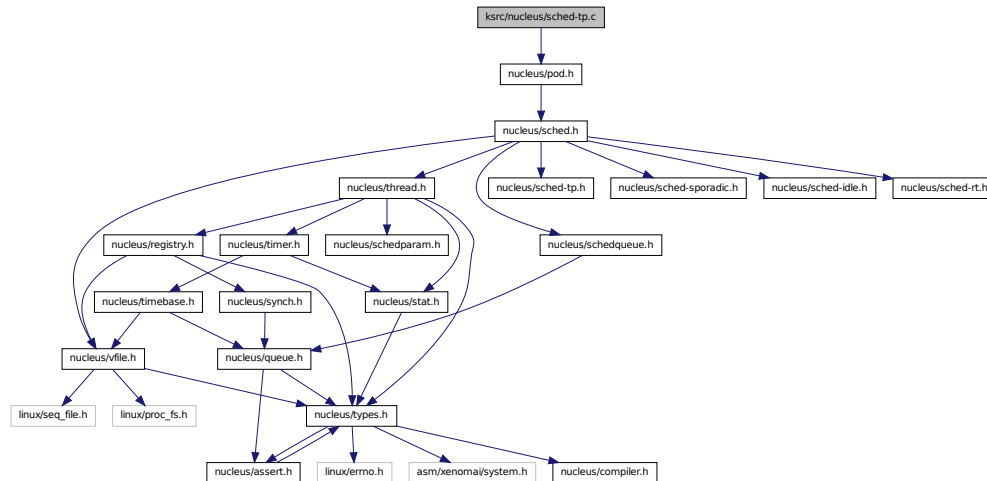 ksrc/nucleus/sched-tp.c
nucleus/pod.h
nucleus/sched.h
nucleus/thread.h
nucleus/sched-tp.h
nucleus/sched-sporadic.h
nucleus/sched-idle.h
nucleus/sched-rt.h
nucleus/registry.h
nucleus/timer.h
nucleus/schedparam.h
nucleus/schedqueue.h
nucleus/timebase.h
nucleus/synch.h
nucleus/stat.h
nucleus/vfile.h
nucleus/queue.h
linux/seq_file.h
linux/proc_fs.h
nucleus/types.h
nucleus/assert.h
linux/errno.h
asm/xenomai/system.h
nucleus/compiler.h